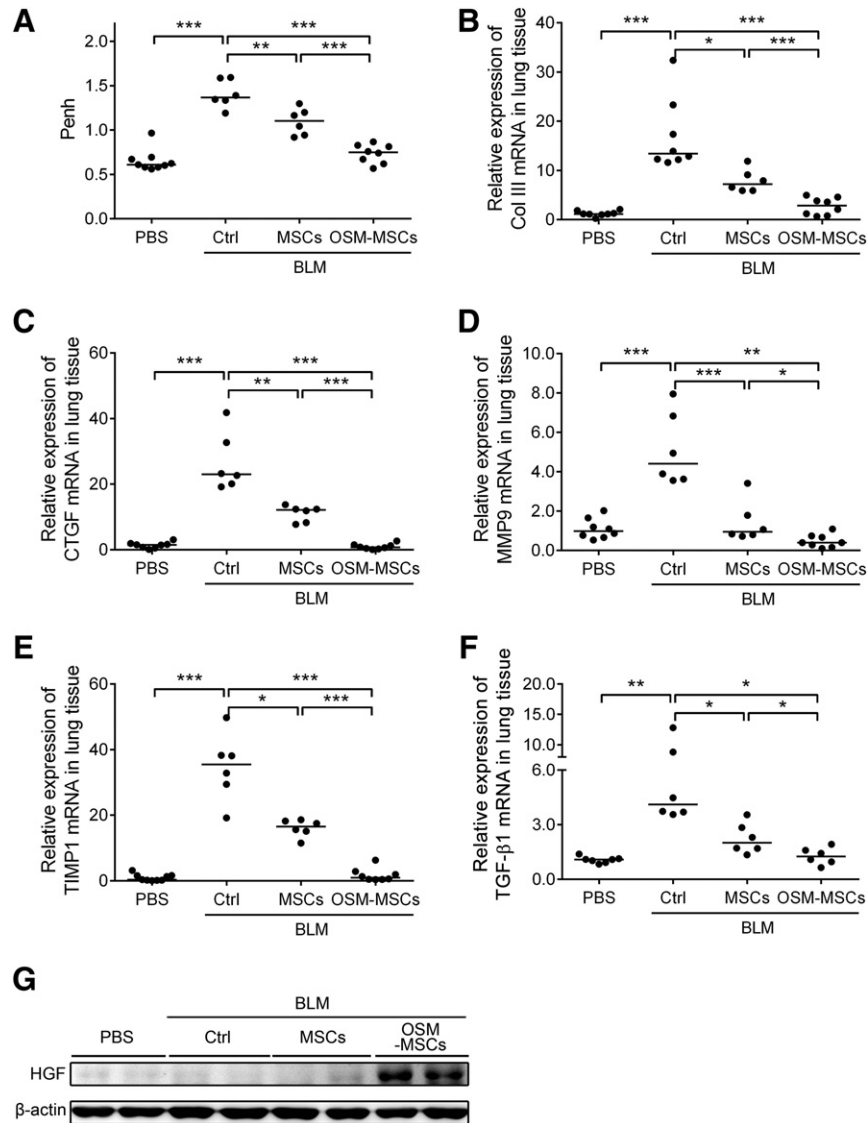 A
*** ***
** ***
2.0
1.5
1.0
0.5
0.0
Penh
PBS Ctrl MSCs OSM-MSCs
BLM
B
*** ***
* ***
40
30
20
10
0
Relative expression of
Col III mRNA in lung tissue
PBS Ctrl MSCs OSM-MSCs
BLM
C
*** ***
** ***
60
40
20
0
Relative expression of
CTGF mRNA in lung tissue
PBS Ctrl MSCs OSM-MSCs
BLM
D
*** **
*** *
10.0
8.0
6.0
4.0
2.0
0.0
Relative expression of
MMP9 mRNA in lung tissue
PBS Ctrl MSCs OSM-MSCs
BLM
E
*** ***
* ***
60
40
20
0
Relative expression of
TIMP1 mRNA in lung tissue
PBS Ctrl MSCs OSM-MSCs
BLM
F
** *
* *
20.0
15.0
10.0
6.0
3.0
0.0
Relative expression of
TGF-β1 mRNA in lung tissue
PBS Ctrl MSCs OSM-MSCs
BLM
G
BLM
PBS Ctrl MSCs OSM
-MSCs
HGF
β-actin